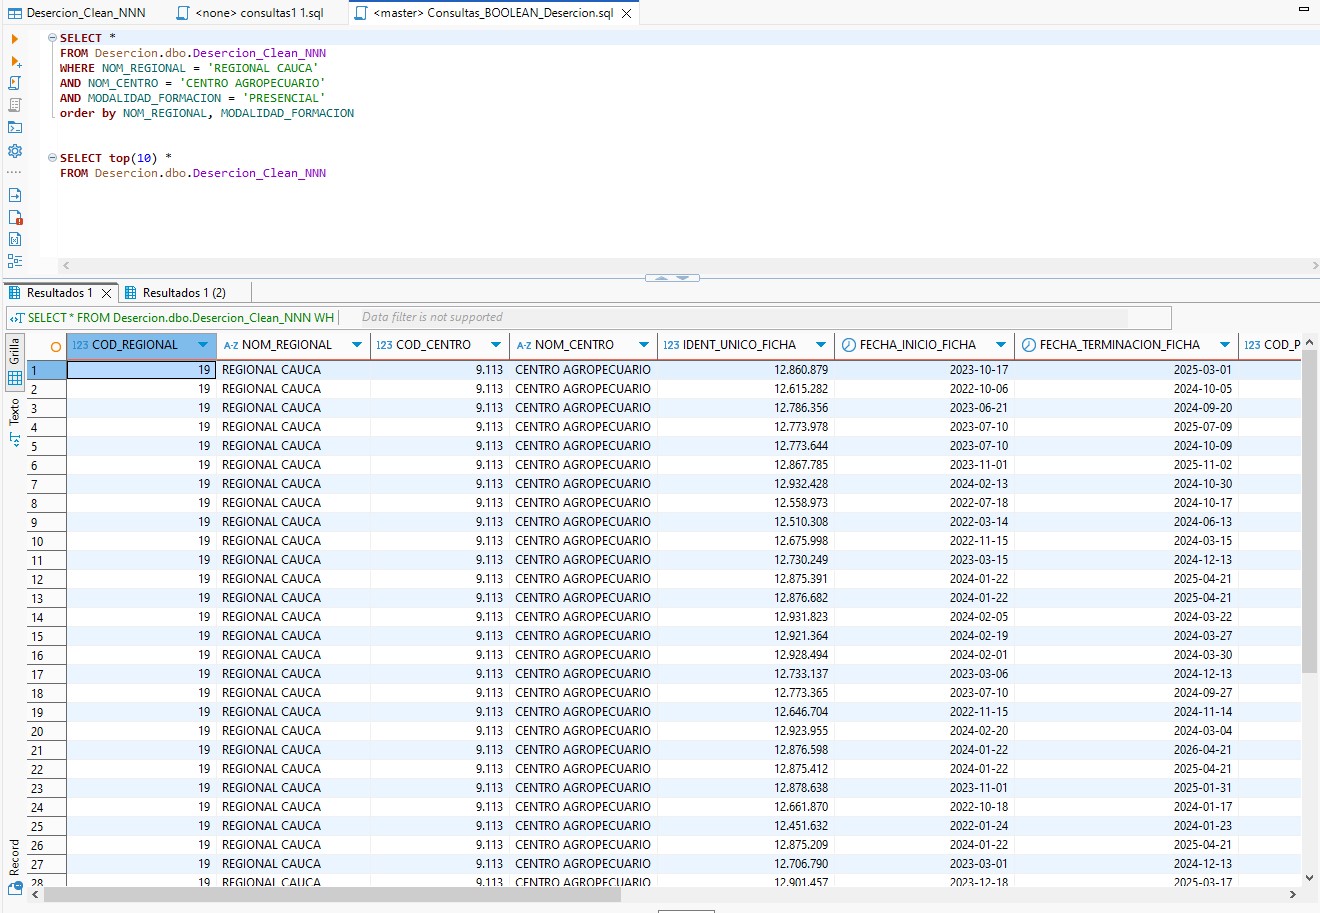 Desercion_Clean_NNN <none> consultas1 1.sql <master> Consultas_BOOLEAN_Desercion.sql
SELECT *
FROM Desercion.dbo.Desercion_Clean_NNN
WHERE NOM_REGIONAL = 'REGIONAL CAUCA'
AND NOM_CENTRO = 'CENTRO AGROPECUARIO'
AND MODALIDAD_FORMACION = 'PRESENCIAL'
order by NOM_REGIONAL, MODALIDAD_FORMACION
SELECT top(10) *
FROM Desercion.dbo.Desercion_Clean_NNN
Resultados 1 Resultados 1 (2)
SELECT * FROM Desercion.dbo.Desercion_Clean_NNN WH Data filter is not supported
Grilla
Texto
Record
123 COD_REGIONAL A-Z NOM_REGIONAL 123 COD_CENTRO A-Z NOM_CENTRO 123 IDENT_UNICO_FICHA FECHA_INICIO_FICHA FECHA_TERMINACION_FICHA 123 COD_P
1 19 REGIONAL CAUCA 9.113 CENTRO AGROPECUARIO 12.860.879 2023-10-17 2025-03-01
2 19 REGIONAL CAUCA 9.113 CENTRO AGROPECUARIO 12.615.282 2022-10-06 2024-10-05
3 19 REGIONAL CAUCA 9.113 CENTRO AGROPECUARIO 12.786.356 2023-06-21 2024-09-20
4 19 REGIONAL CAUCA 9.113 CENTRO AGROPECUARIO 12.773.978 2023-07-10 2025-07-09
5 19 REGIONAL CAUCA 9.113 CENTRO AGROPECUARIO 12.773.644 2023-07-10 2024-10-09
6 19 REGIONAL CAUCA 9.113 CENTRO AGROPECUARIO 12.867.785 2023-11-01 2025-11-02
7 19 REGIONAL CAUCA 9.113 CENTRO AGROPECUARIO 12.932.428 2024-02-13 2024-10-30
8 19 REGIONAL CAUCA 9.113 CENTRO AGROPECUARIO 12.558.973 2022-07-18 2024-10-17
9 19 REGIONAL CAUCA 9.113 CENTRO AGROPECUARIO 12.510.308 2022-03-14 2024-06-13
10 19 REGIONAL CAUCA 9.113 CENTRO AGROPECUARIO 12.675.998 2022-11-15 2024-03-15
11 19 REGIONAL CAUCA 9.113 CENTRO AGROPECUARIO 12.730.249 2023-03-15 2024-12-13
12 19 REGIONAL CAUCA 9.113 CENTRO AGROPECUARIO 12.875.391 2024-01-22 2025-04-21
13 19 REGIONAL CAUCA 9.113 CENTRO AGROPECUARIO 12.876.682 2024-01-22 2025-04-21
14 19 REGIONAL CAUCA 9.113 CENTRO AGROPECUARIO 12.931.823 2024-02-05 2024-03-22
15 19 REGIONAL CAUCA 9.113 CENTRO AGROPECUARIO 12.921.364 2024-02-19 2024-03-27
16 19 REGIONAL CAUCA 9.113 CENTRO AGROPECUARIO 12.928.494 2024-02-01 2024-03-30
17 19 REGIONAL CAUCA 9.113 CENTRO AGROPECUARIO 12.733.137 2023-03-06 2024-12-13
18 19 REGIONAL CAUCA 9.113 CENTRO AGROPECUARIO 12.773.365 2023-07-10 2024-09-27
19 19 REGIONAL CAUCA 9.113 CENTRO AGROPECUARIO 12.646.704 2022-11-15 2024-11-14
20 19 REGIONAL CAUCA 9.113 CENTRO AGROPECUARIO 12.923.955 2024-02-20 2024-03-04
21 19 REGIONAL CAUCA 9.113 CENTRO AGROPECUARIO 12.876.598 2024-01-22 2026-04-21
22 19 REGIONAL CAUCA 9.113 CENTRO AGROPECUARIO 12.875.412 2024-01-22 2025-04-21
23 19 REGIONAL CAUCA 9.113 CENTRO AGROPECUARIO 12.878.638 2023-11-01 2025-01-31
24 19 REGIONAL CAUCA 9.113 CENTRO AGROPECUARIO 12.661.870 2022-10-18 2024-01-17
25 19 REGIONAL CAUCA 9.113 CENTRO AGROPECUARIO 12.451.632 2022-01-24 2024-01-23
26 19 REGIONAL CAUCA 9.113 CENTRO AGROPECUARIO 12.875.209 2024-01-22 2025-04-21
27 19 REGIONAL CAUCA 9.113 CENTRO AGROPECUARIO 12.706.790 2023-03-01 2024-12-13
28 19 REGIONAL CAUCA 9.113 CENTRO AGROPECUARIO 12.901.457 2023-12-18 2025-03-17